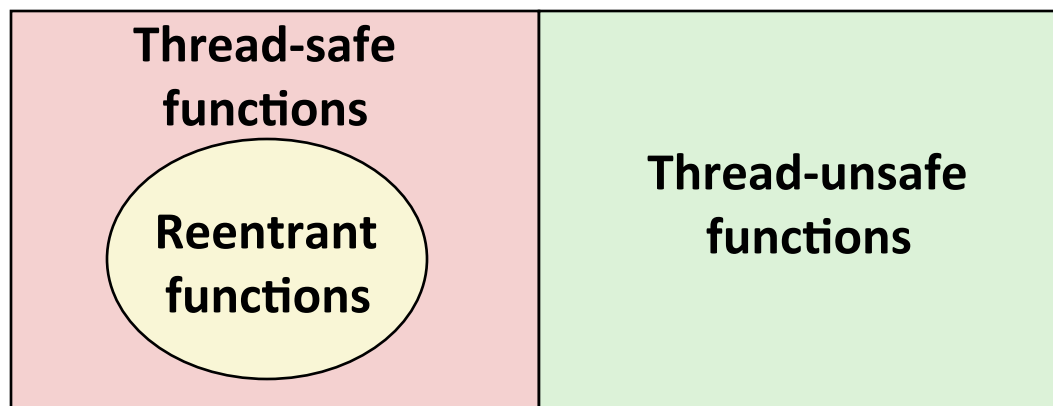 Thread-safe
functions
Reentrant
functions
Thread-unsafe
functions